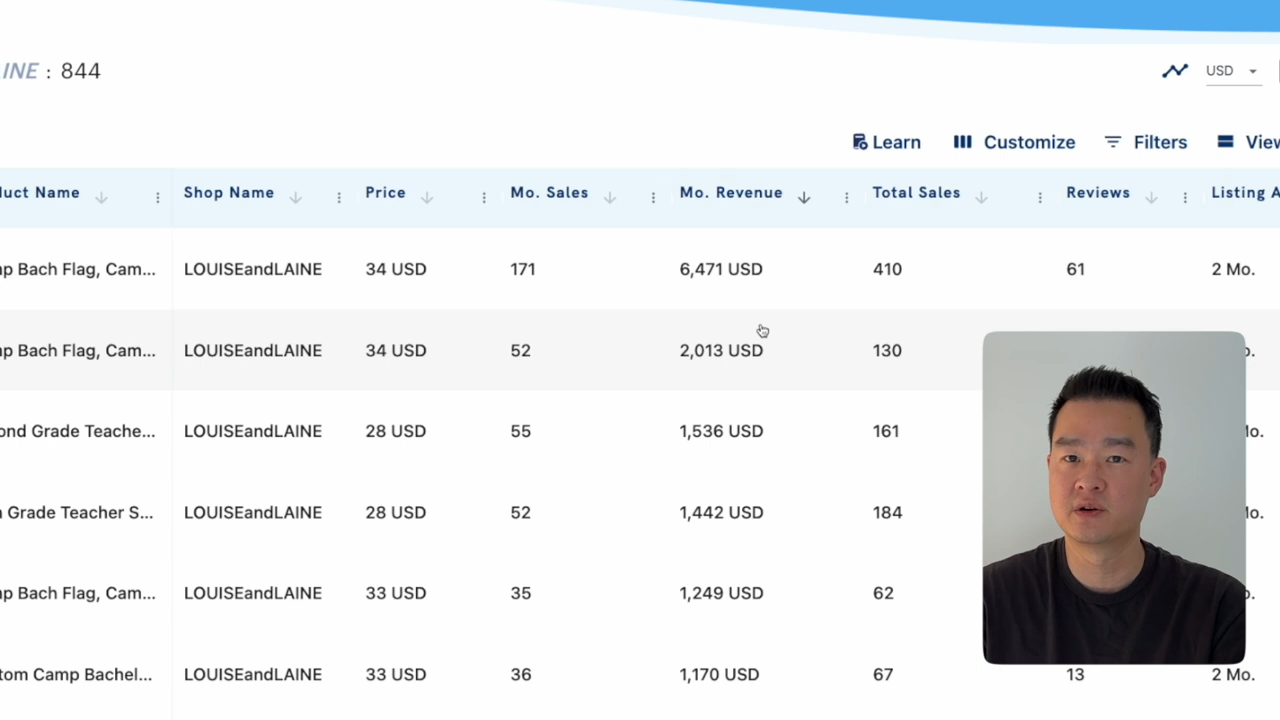 INE : 844
USD
Learn Customize Filters View
uct Name Shop Name Price Mo. Sales Mo. Revenue Total Sales Reviews Listing A
p Bach Flag, Cam... LOUISEandLAINE 34 USD 171 6,471 USD 410 61 2 Mo.
p Bach Flag, Cam... LOUISEandLAINE 34 USD 52 2,013 USD 130 o.
ond Grade Teache... LOUISEandLAINE 28 USD 55 1,536 USD 161 Mo.
Grade Teacher S... LOUISEandLAINE 28 USD 52 1,442 USD 184 Mo.
p Bach Flag, Cam... LOUISEandLAINE 33 USD 35 1,249 USD 62 o.
tom Camp Bachel... LOUISEandLAINE 33 USD 36 1,170 USD 67 13 2 Mo.